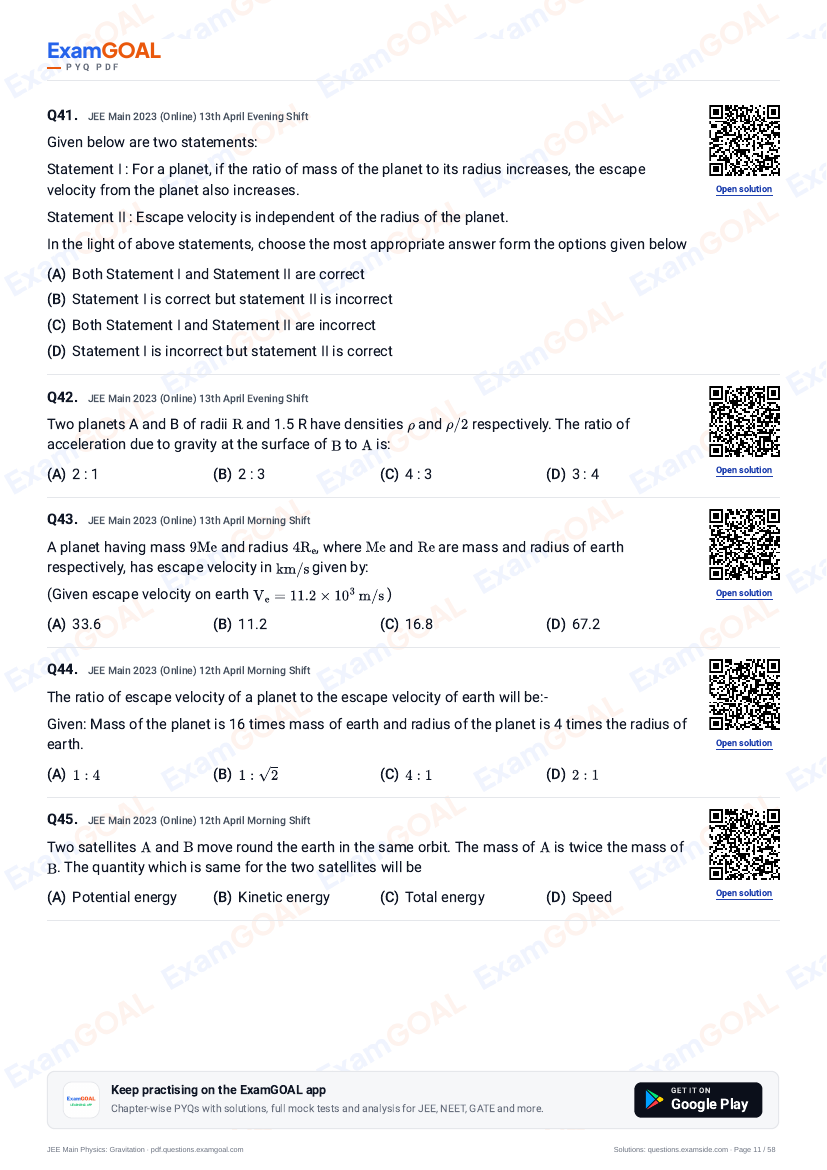 ExamGOAL
PYQ PDF
Q41. JEE Main 2023 (Online) 13th April Evening Shift
Given below are two statements:
Statement I : For a planet, if the ratio of mass of the planet to its radius increases, the escape
velocity from the planet also increases.
Statement II : Escape velocity is independent of the radius of the planet.
In the light of above statements, choose the most appropriate answer form the options given below
(A) Both Statement I and Statement II are correct
(B) Statement I is correct but statement II is incorrect
(C) Both Statement I and Statement II are incorrect
(D) Statement I is incorrect but statement II is correct
Open solution
Q42. JEE Main 2023 (Online) 13th April Evening Shift
Two planets A and B of radii R and 1.5 R have densities ρ and ρ/2 respectively. The ratio of
acceleration due to gravity at the surface of B to A is:
(A) 2 : 1 (B) 2 : 3 (C) 4 : 3 (D) 3 : 4
Open solution
Q43. JEE Main 2023 (Online) 13th April Morning Shift
A planet having mass 9Me and radius 4Rₑ, where Me and Re are mass and radius of earth
respectively, has escape velocity in km/s given by:
(Given escape velocity on earth Vₑ = 11.2 × 10³ m/s )
(A) 33.6 (B) 11.2 (C) 16.8 (D) 67.2
Open solution
Q44. JEE Main 2023 (Online) 12th April Morning Shift
The ratio of escape velocity of a planet to the escape velocity of earth will be:-
Given: Mass of the planet is 16 times mass of earth and radius of the planet is 4 times the radius of
earth.
(A) 1 : 4 (B) 1 : √2 (C) 4 : 1 (D) 2 : 1
Open solution
Q45. JEE Main 2023 (Online) 12th April Morning Shift
Two satellites A and B move round the earth in the same orbit. The mass of A is twice the mass of
B. The quantity which is same for the two satellites will be
(A) Potential energy (B) Kinetic energy (C) Total energy (D) Speed
Open solution
ExamGOAL
Keep practising on the ExamGOAL app
Chapter-wise PYQs with solutions, full mock tests and analysis for JEE, NEET, GATE and more.
GET IT ON
Google Play
JEE Main Physics: Gravitation · pdf.questions.examgoal.com
Solutions: questions.examside.com · Page 11 / 58